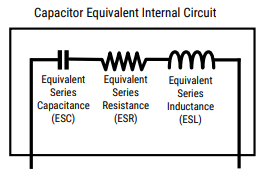 Capacitor Equivalent Internal Circuit
Equivalent Equivalent Equivalent
Series Series Series
Capacitance Resistance Inductance
(ESC) (ESR) (ESL)